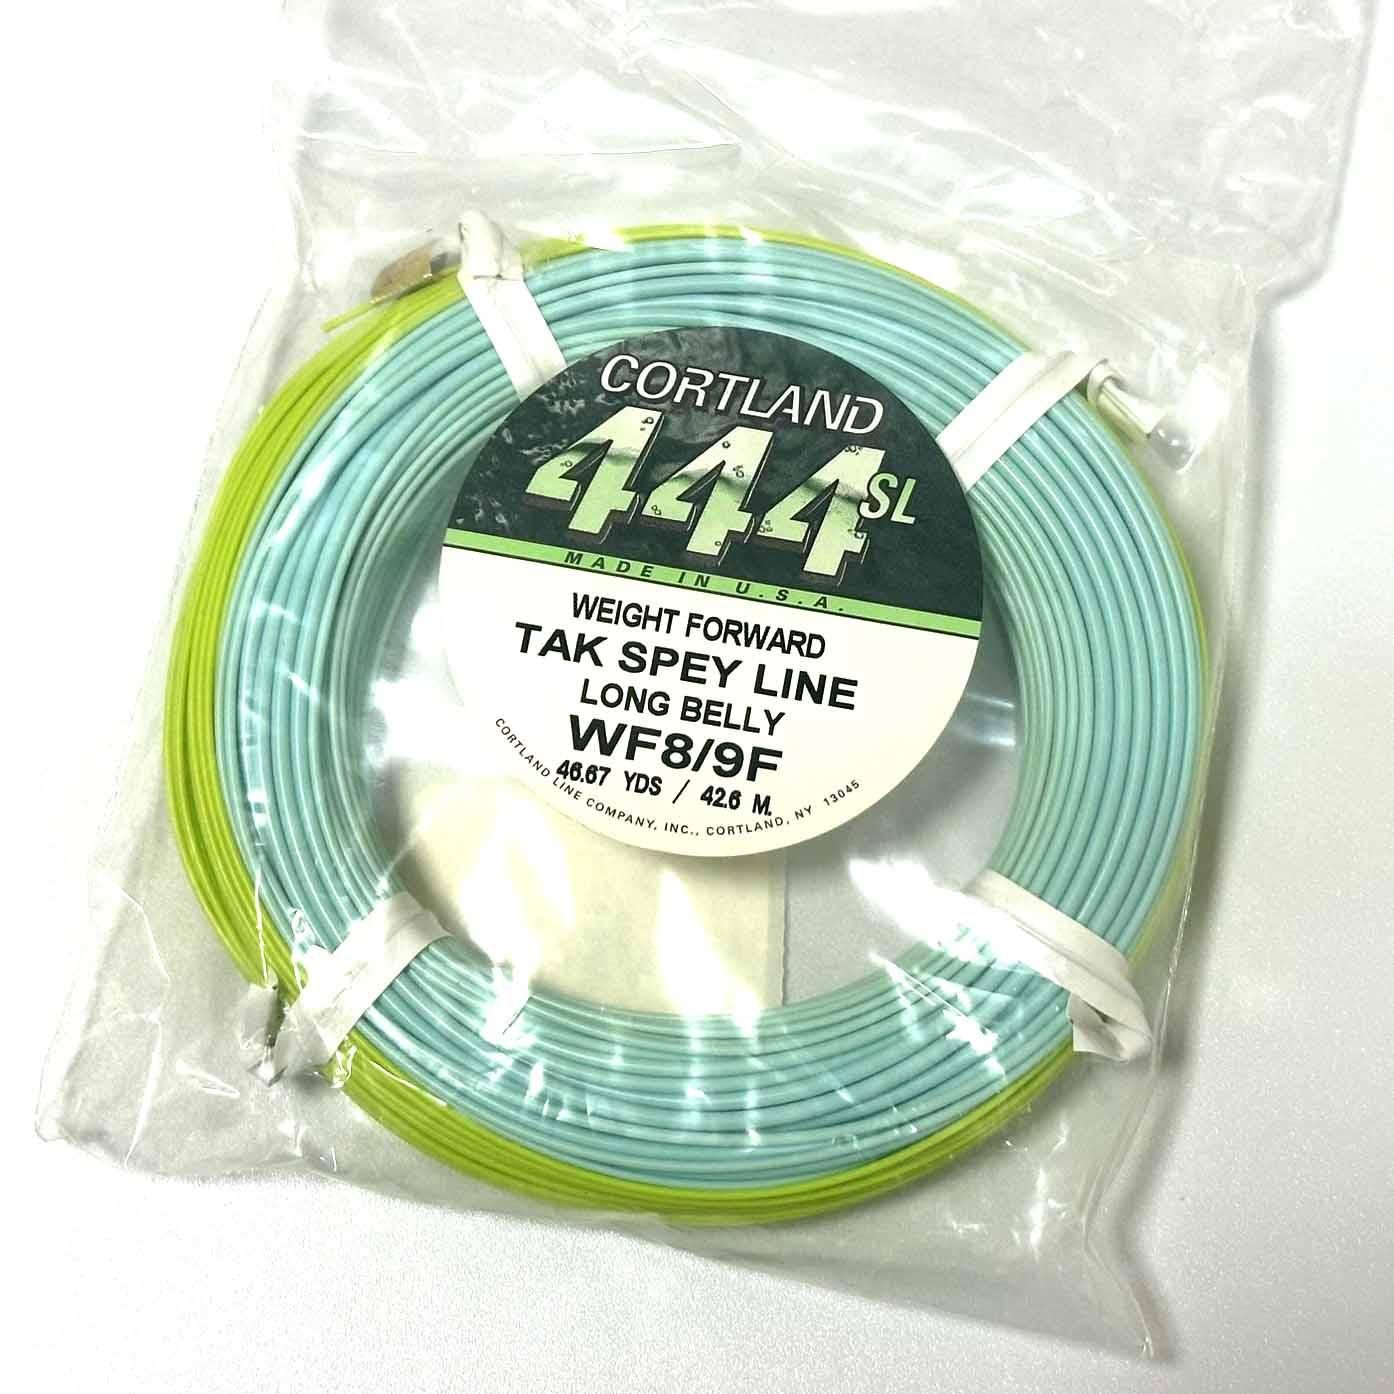 CORTLAND
444 SL
MADE IN U.S.A.
WEIGHT FORWARD
TAK SPEY LINE
LONG BELLY
WF8/9F
46.67 YDS / 42.6 M.
CORTLAND LINE COMPANY, INC., CORTLAND, NY 13045